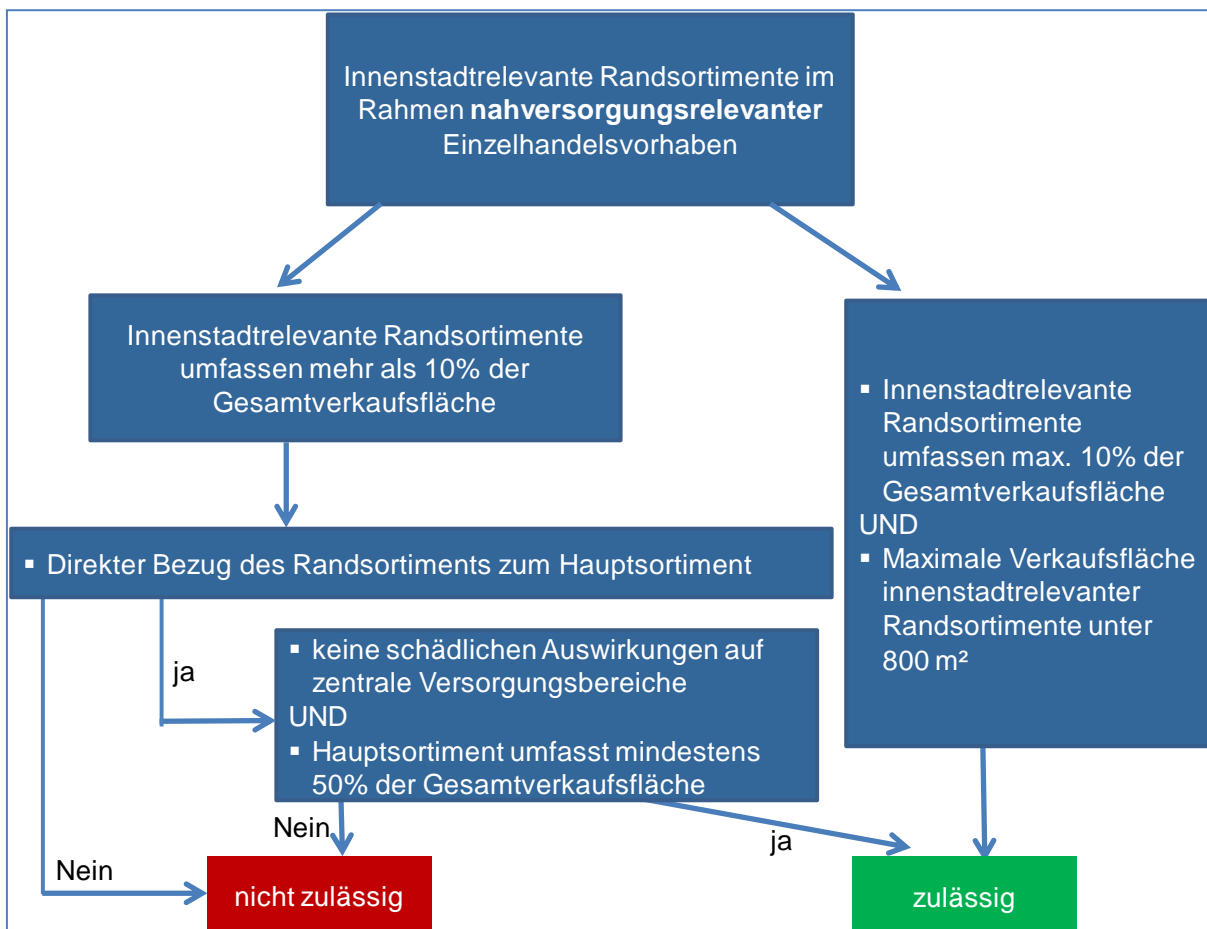 Innenstadtrelevante Randsortimente im
Rahmen nahversorgungsrelevanter
Einzelhandelsvorhaben
Innenstadtrelevante Randsortimente
umfassen mehr als 10% der
Gesamtverkaufsfläche
▪ Innenstadtrelevante
Randsortimente
umfassen max. 10% der
Gesamtverkaufsfläche
UND
▪ Maximale Verkaufsfläche
innenstadtrelevanter
Randsortimente unter
800 m²
▪ Direkter Bezug des Randsortiments zum Hauptsortiment
ja
▪ keine schädlichen Auswirkungen auf
zentrale Versorgungsbereiche
UND
▪ Hauptsortiment umfasst mindestens
50% der Gesamtverkaufsfläche
Nein
ja
Nein
nicht zulässig
zulässig